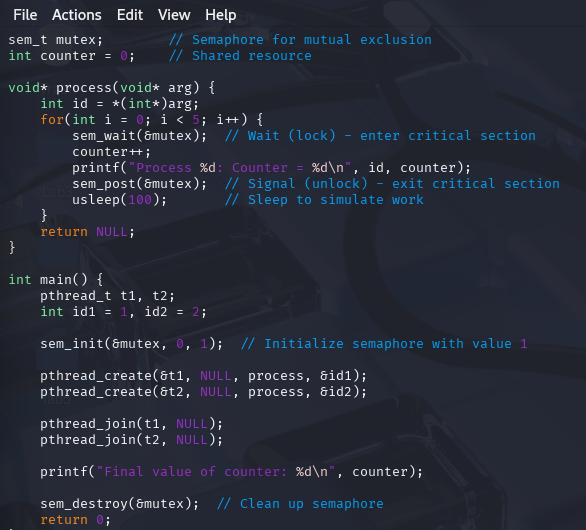 File Actions Edit View Help
sem_t mutex;        // Semaphore for mutual exclusion
int counter = 0;    // Shared resource

void* process(void* arg) {
    int id = *(int*)arg;
    for(int i = 0; i < 5; i++) {
        sem_wait(&mutex);  // Wait (lock) - enter critical section
        counter++;
        printf("Process %d: Counter = %d\n", id, counter);
        sem_post(&mutex);  // Signal (unlock) - exit critical section
        usleep(100);       // Sleep to simulate work
    }
    return NULL;
}

int main() {
    pthread_t t1, t2;
    int id1 = 1, id2 = 2;

    sem_init(&mutex, 0, 1);  // Initialize semaphore with value 1

    pthread_create(&t1, NULL, process, &id1);
    pthread_create(&t2, NULL, process, &id2);

    pthread_join(t1, NULL);
    pthread_join(t2, NULL);

    printf("Final value of counter: %d\n", counter);

    sem_destroy(&mutex);  // Clean up semaphore
    return 0;